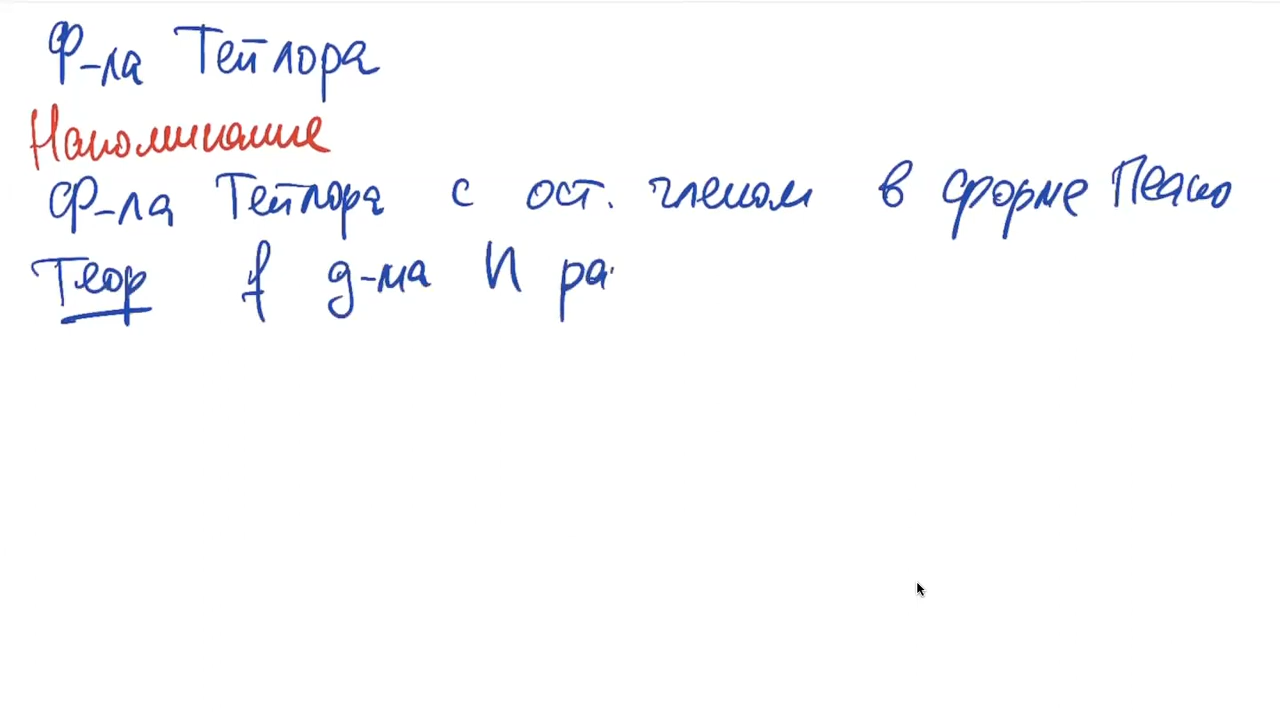 Ф-ла Тейлора
Напоминание
Ф-ла Тейлора с ост. членом в форме Пеано
Теор f д-ма n ра